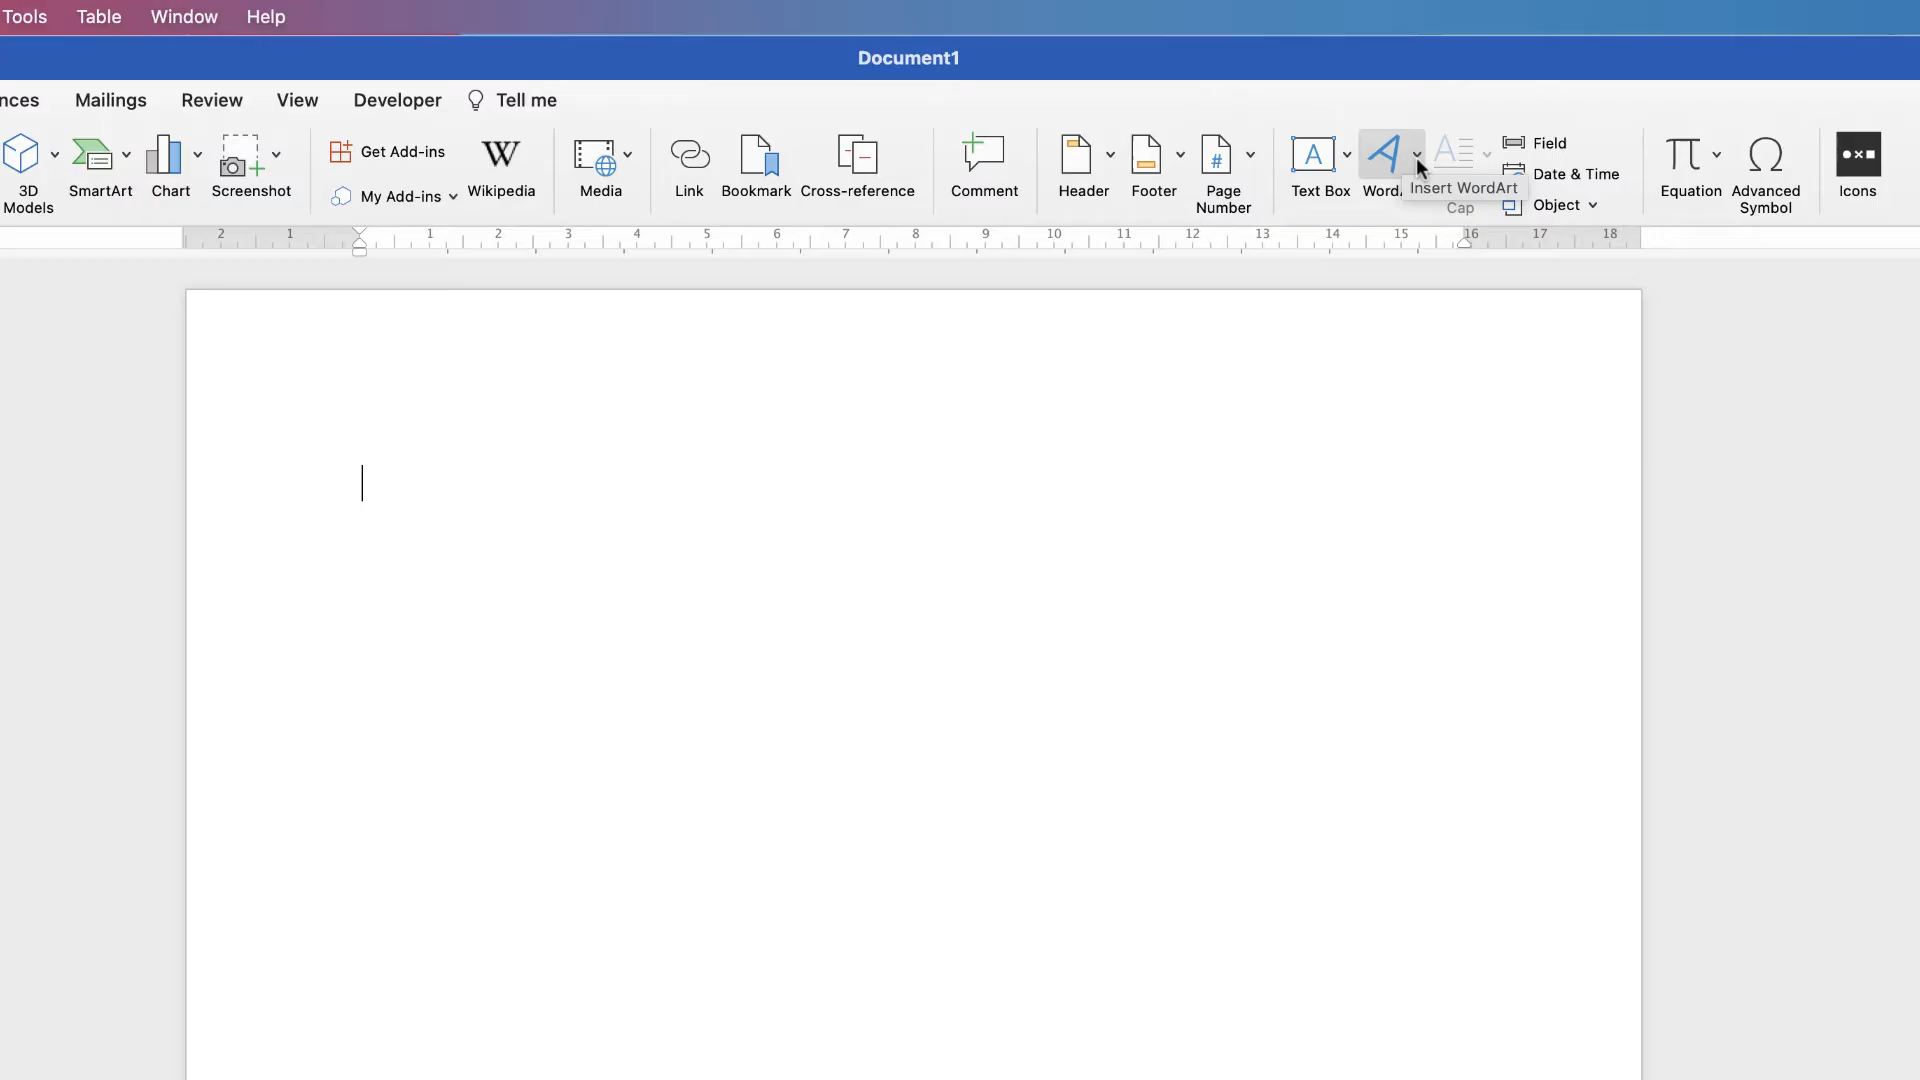 Tools Table Window Help
Document1
nces Mailings Review View Developer Tell me
3D Models
SmartArt
Chart
Screenshot
Get Add-ins
My Add-ins
W
Wikipedia
Media
Link
Bookmark
Cross-reference
Comment
Header
Footer
#
Page Number
A
Text Box
A
Word
Insert WordArt
A
Cap
Field
Date & Time
Object
π
Equation
Ω
Advanced Symbol
Icons
2 1 1 2 3 4 5 6 7 8 9 10 11 12 13 14 15 16 17 18